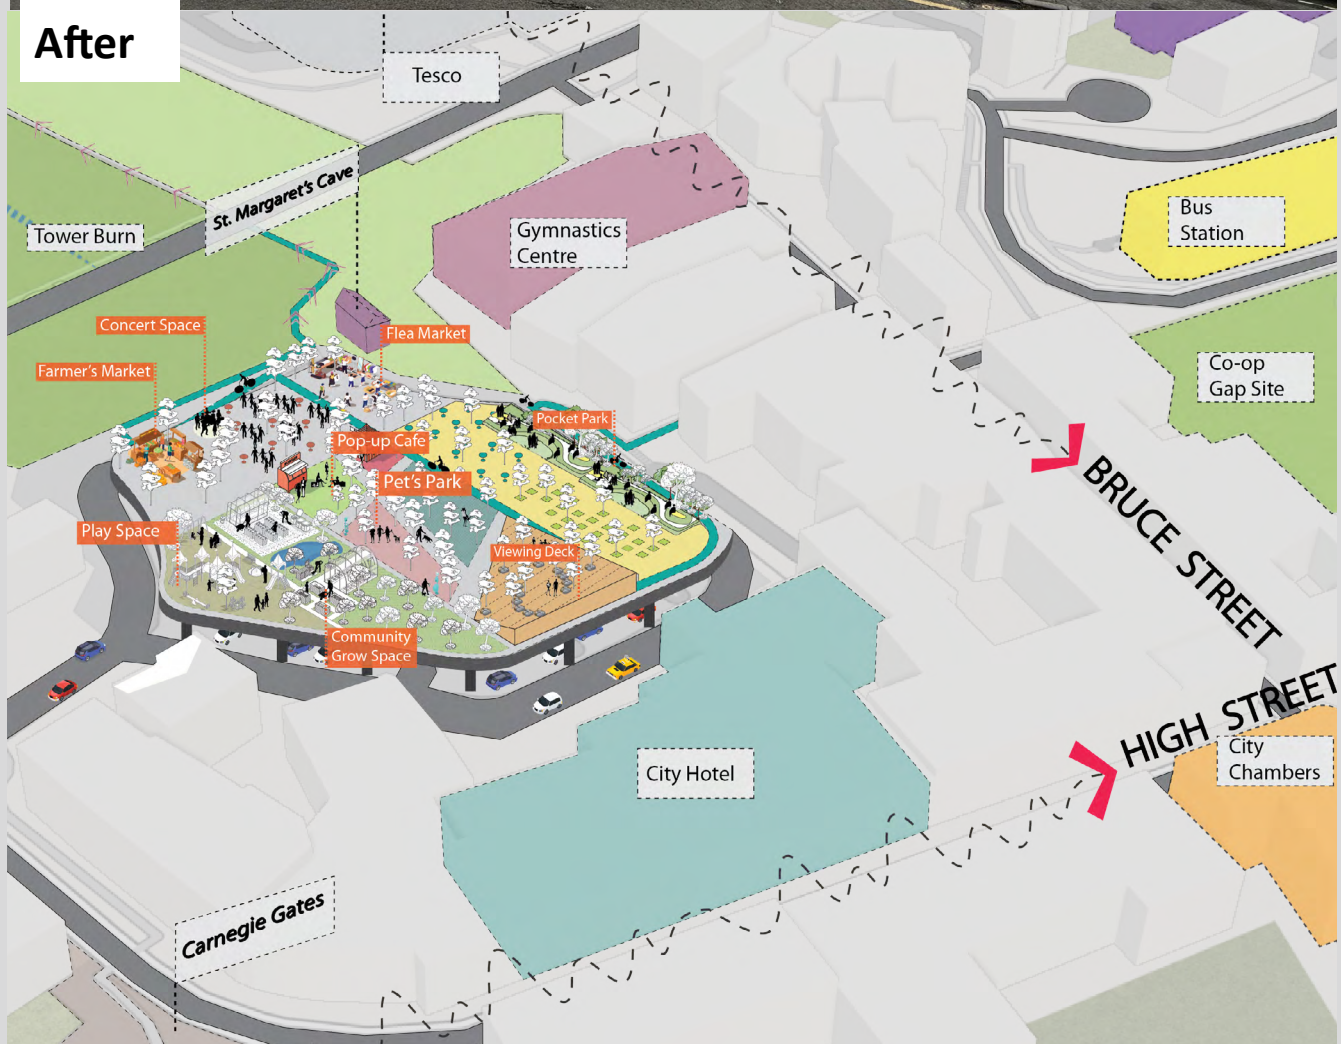 After
Tesco
St. Margaret's Cave
Tower Burn
Gymnastics
Centre
Bus
Station
Concert Space
Flea Market
Farmer's Market
Co-op
Gap Site
Pocket Park
Pop-up Cafe
Pet's Park
BRUCE STREET
Play Space
Viewing Deck
Community
Grow Space
HIGH STREET
City Hotel
City
Chambers
Carnegie Gates